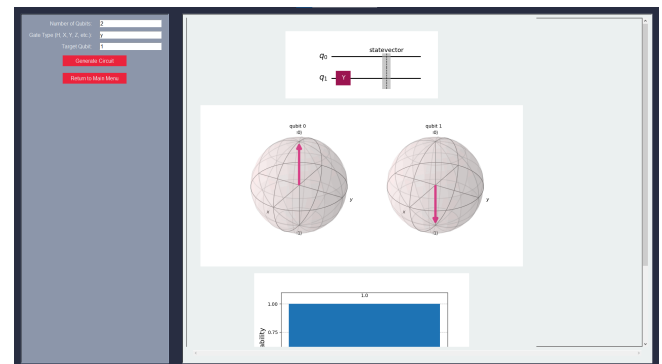 Number of Qubits: 2
Gate Type (H, X, Y, Z, etc.): y
Target Qubit: 1
Generate Circuit
Return to Main Menu
statevector
q0
q1 Y
qubit 0
qubit 1
|0⟩
|0⟩
x y
x y
|1⟩
|1⟩
1.0
1.00
0.75